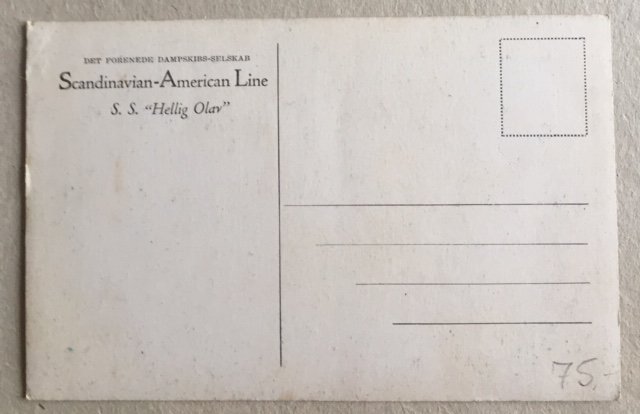 DET FORENEDE DAMPSKIBS-SELSKAB
Scandinavian-American Line
S. S. "Hellig Olav"
75-